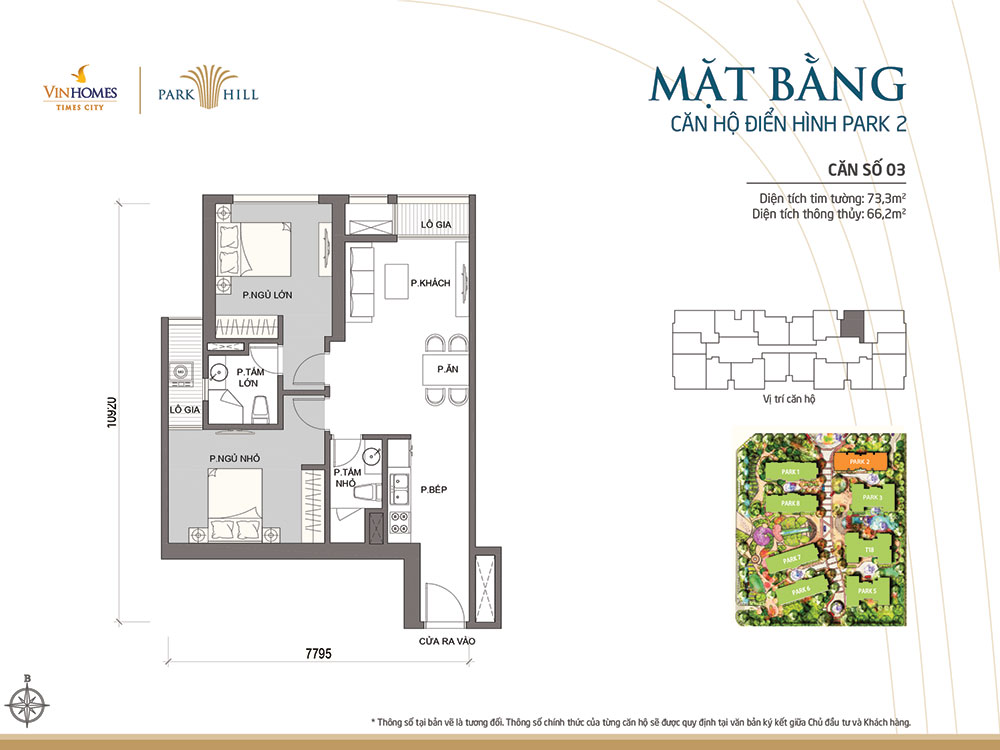 VINHOMES
TIMES CITY
PARK HILL
MẶT BẰNG
CĂN HỘ ĐIỂN HÌNH PARK 2
CĂN SỐ 03
Diện tích tim tường: 73,3m²
Diện tích thông thủy: 66,2m²
LÔ GIA
P.KHÁCH
P.NGỦ LỚN
P.TẮM
LỚN
P.ĂN
LÔ GIA
10920
P.NGỦ NHỎ
P.TẮM
NHỎ
P.BẾP
CỬA RA VÀO
7795
Vị trí căn hộ
PARK 1
PARK 2
PARK 8
PARK 3
PARK 7
T18
PARK 6
PARK 5
B
* Thông số tại bản vẽ là tương đối. Thông số chính thức của từng căn hộ sẽ được quy định tại văn bản ký kết giữa Chủ đầu tư và Khách hàng.